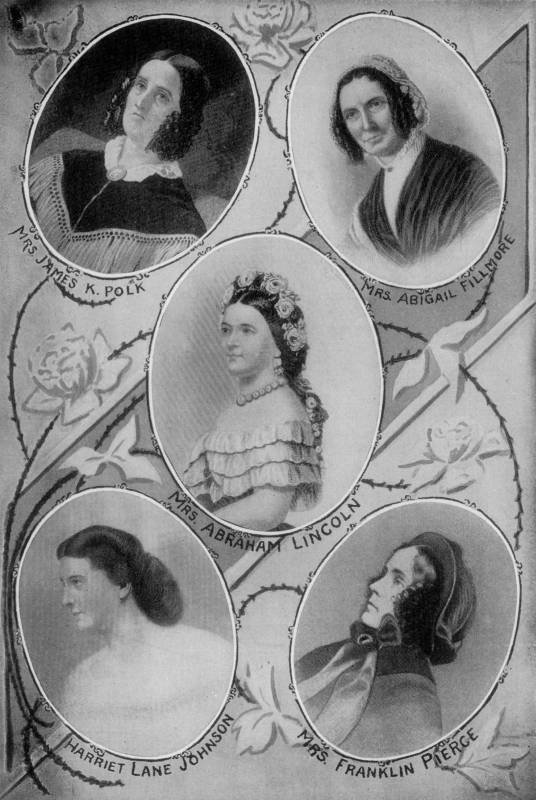 MRS. JAMES K. POLK
MRS. ABIGAIL FILLMORE
MRS. ABRAHAM LINCOLN
HARRIET LANE JOHNSON
MRS. FRANKLIN PIERCE